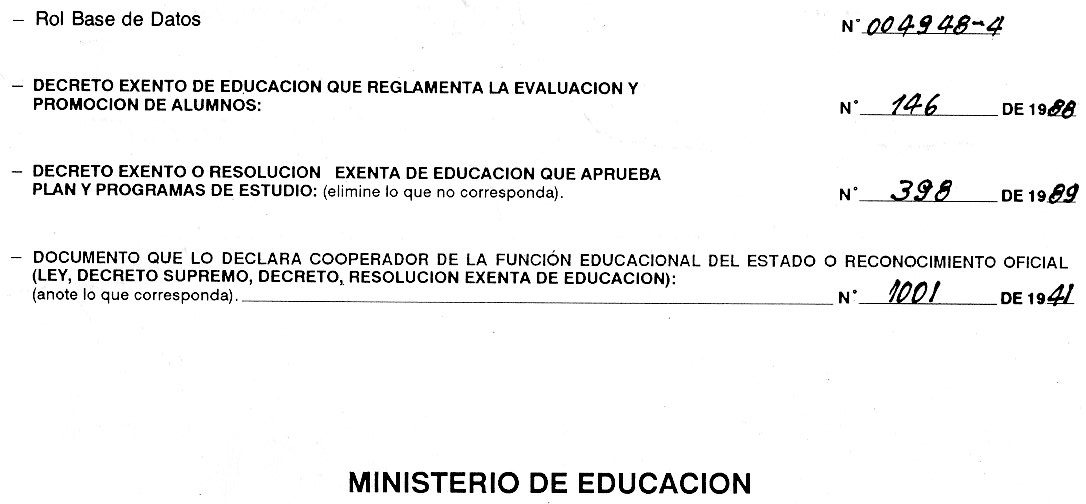 – Rol Base de Datos N° 004948-4
– DECRETO EXENTO DE EDUCACION QUE REGLAMENTA LA EVALUACION Y
PROMOCION DE ALUMNOS: N° 146 DE 1988
– DECRETO EXENTO O RESOLUCION EXENTA DE EDUCACION QUE APRUEBA
PLAN Y PROGRAMAS DE ESTUDIO: (elimine lo que no corresponda). N° 398 DE 1989
– DOCUMENTO QUE LO DECLARA COOPERADOR DE LA FUNCIÓN EDUCACIONAL DEL ESTADO O RECONOCIMIENTO OFICIAL
(LEY, DECRETO SUPREMO, DECRETO, RESOLUCION EXENTA DE EDUCACION):
(anote lo que corresponda). N° 1001 DE 1941
MINISTERIO DE EDUCACION